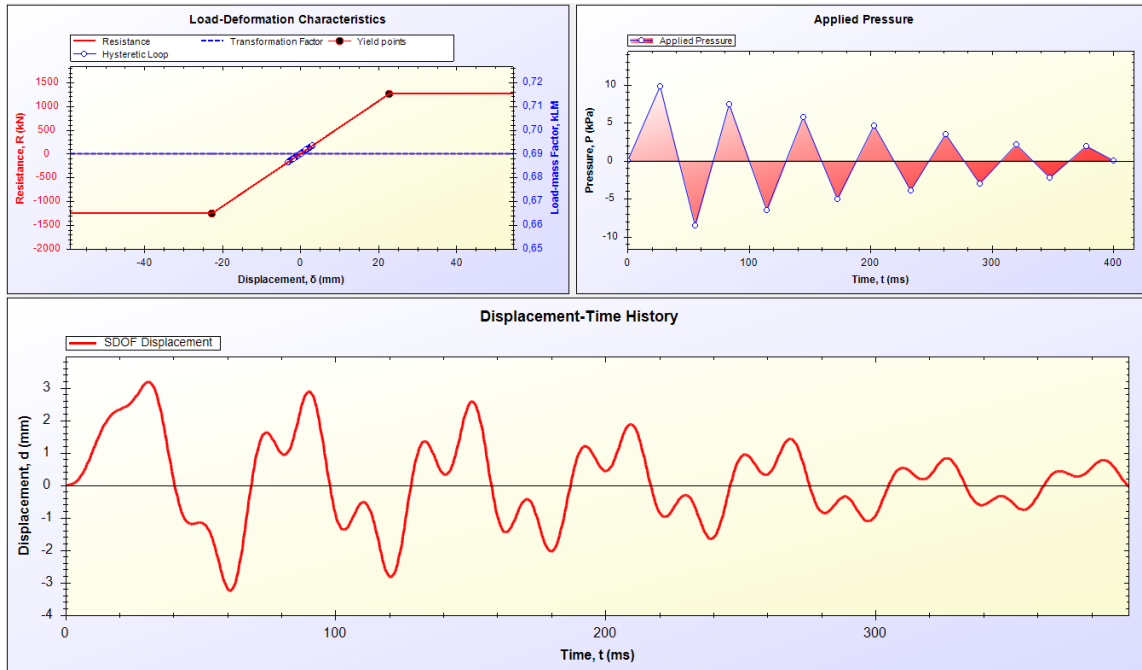 Load-Deformation Characteristics
Resistance
Transformation Factor
Yield points
Hysteretic Loop
Resistance, R (kN)
1500
1000
500
0
-500
-1000
-1500
-2000
0,72
0,71
0,70
0,69
0,68
0,67
0,66
0,65
Load-mass Factor, kLM
-40
-20
0
20
40
Displacement, δ (mm)
Applied Pressure
Applied Pressure
Pressure, P (kPa)
10
5
0
-5
-10
0
100
200
300
400
Time, t (ms)
Displacement-Time History
SDOF Displacement
Displacement, d (mm)
3
2
1
0
-1
-2
-3
-4
0
100
200
300
Time, t (ms)